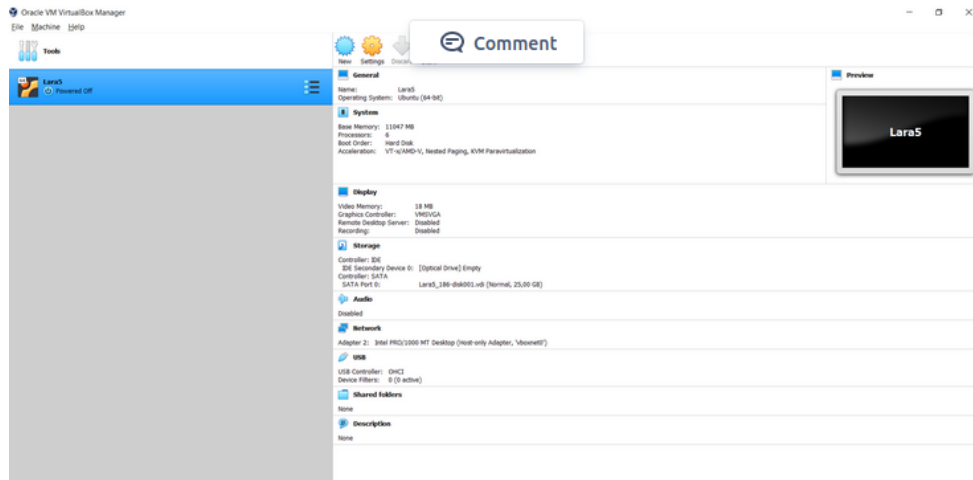 Oracle VM VirtualBox Manager
File Machine Help
Tools
Comment
New Settings
Lara5
Powered Off
General
Name: Lara5
Operating System: Ubuntu (64-bit)
System
Base Memory: 11047 MB
Processors: 6
Boot Order: Hard Disk
Acceleration: VT-x/AMD-V, Nested Paging, KVM Paravirtualization
Preview
Lara5
Display
Video Memory: 18 MB
Graphics Controller: VMSVGA
Remote Desktop Server: Disabled
Recording: Disabled
Storage
Controller: IDE
IDE Secondary Device 0: [Optical Drive] Empty
Controller: SATA
SATA Port 0: Lara5_186-disk001.vdi (Normal, 25,00 GB)
Audio
Disabled
Network
Adapter 2: Intel PRO/1000 MT Desktop (Host-only Adapter, 'vboxnet0')
USB
USB Controller: OHCI
Device Filters: 0 (0 active)
Shared folders
None
Description
None